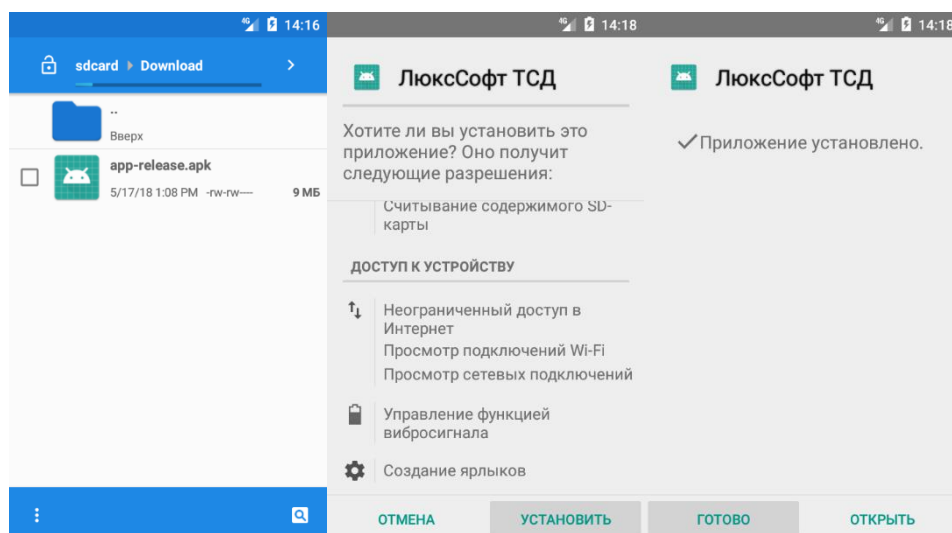 4G 14:16
sdcard Download
..
Вверх
app-release.apk
5/17/18 1:08 PM -rw-rw---- 9 МБ
4G 14:18
ЛюксСофт ТСД
Хотите ли вы установить это
приложение? Оно получит
следующие разрешения:
Считывание содержимого SD-
карты
ДОСТУП К УСТРОЙСТВУ
Неограниченный доступ в
Интернет
Просмотр подключений Wi-Fi
Просмотр сетевых подключений
Управление функцией
вибросигнала
Создание ярлыков
ОТМЕНА УСТАНОВИТЬ
4G 14:18
ЛюксСофт ТСД
Приложение установлено.
ГОТОВО ОТКРЫТЬ